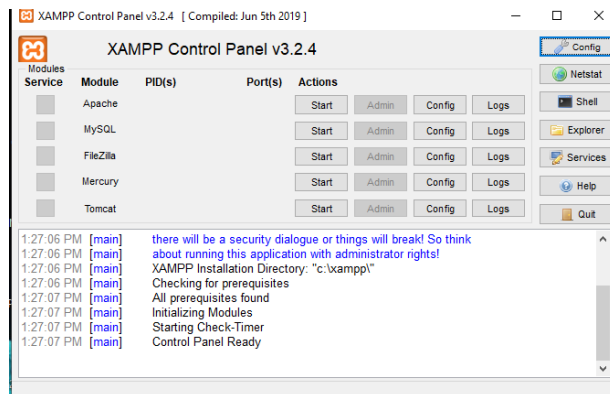 XAMPP Control Panel v3.2.4 [ Compiled: Jun 5th 2019 ]
XAMPP Control Panel v3.2.4
Config
Modules
Service Module PID(s) Port(s) Actions
Netstat
Apache Start Admin Config Logs
Shell
MySQL Start Admin Config Logs
Explorer
FileZilla Start Admin Config Logs
Services
Mercury Start Admin Config Logs
Help
Tomcat Start Admin Config Logs
Quit
1:27:06 PM [main] there will be a security dialogue or things will break! So think
1:27:06 PM [main] about running this application with administrator rights!
1:27:06 PM [main] XAMPP Installation Directory: "c:\xampp\"
1:27:06 PM [main] Checking for prerequisites
1:27:07 PM [main] All prerequisites found
1:27:07 PM [main] Initializing Modules
1:27:07 PM [main] Starting Check-Timer
1:27:07 PM [main] Control Panel Ready